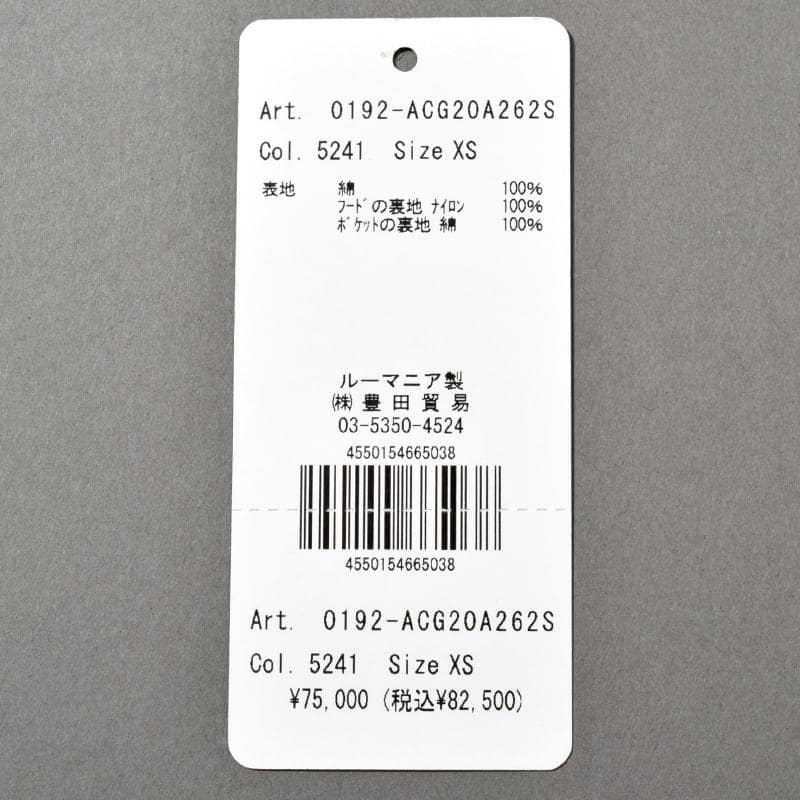 Art. 0192-ACG20A262S
Col. 5241 Size XS
表地 綿 100%
ﾌｰﾄﾞの裏地 ﾅｲﾛﾝ 100%
ﾎﾟｹｯﾄの裏地 綿 100%
ルーマニア製
㈱ 豊田貿易
03-5350-4524
4550154665038
4550154665038
Art. 0192-ACG20A262S
Col. 5241 Size XS
¥75,000 (税込¥82,500)